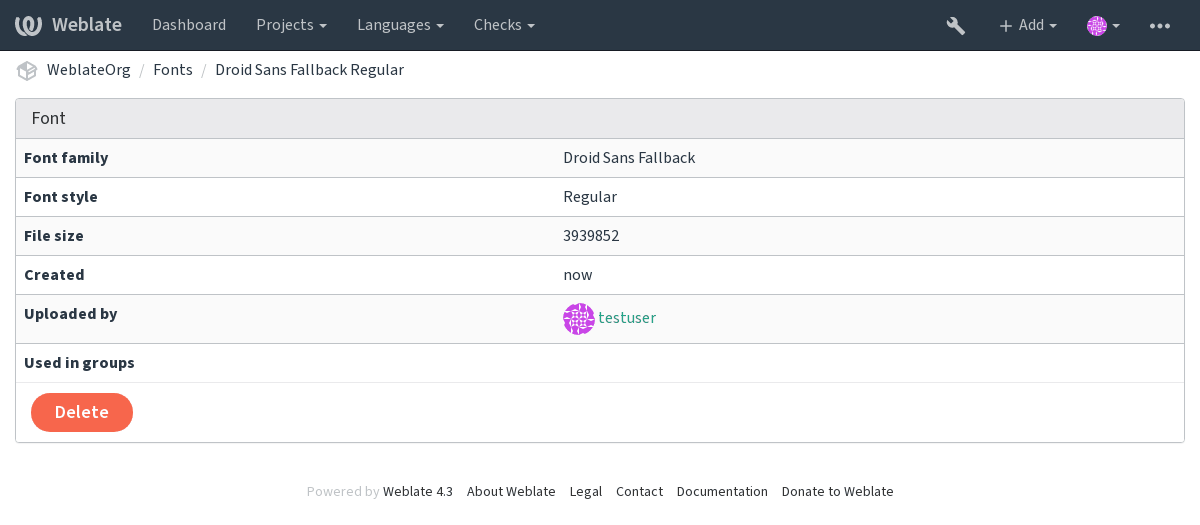 Weblate Dashboard Projects Languages Checks Add
WeblateOrg / Fonts / Droid Sans Fallback Regular
Font
Font family Droid Sans Fallback
Font style Regular
File size 3939852
Created now
Uploaded by testuser
Used in groups
Delete
Powered by Weblate 4.3 About Weblate Legal Contact Documentation Donate to Weblate